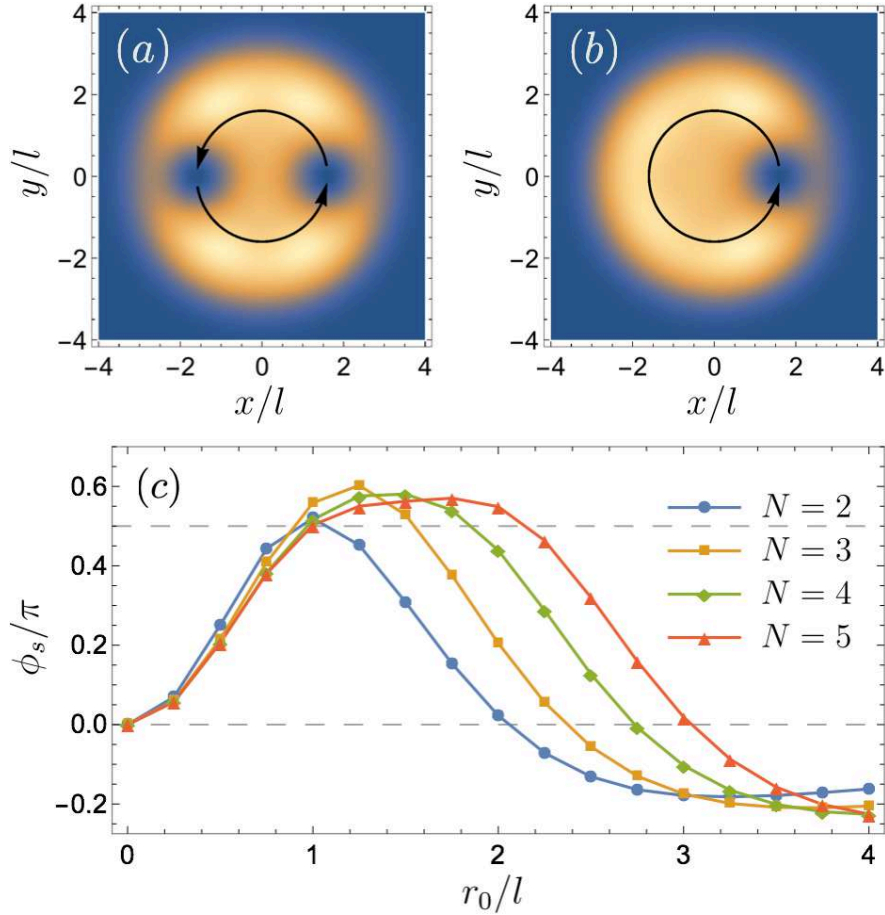 (a)
(b)
y/l
4
2
0
−2
−4
−4 −2 0 2 4
x/l
y/l
4
2
0
−2
−4
−4 −2 0 2 4
x/l
(c)
ϕ_s/π
0.6
0.4
0.2
0.0
−0.2
0 1 2 3 4
r_0/l
N = 2
N = 3
N = 4
N = 5